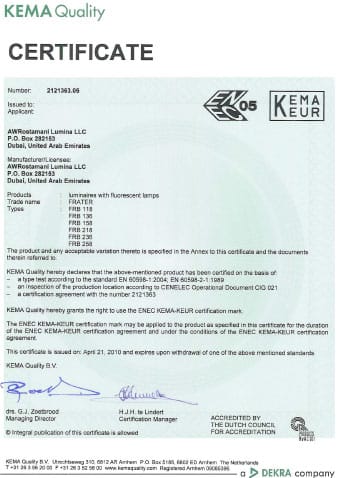 KEMA Quality
CERTIFICATE
Number: 2121363.05
Issued to:
Applicant:
ENEC 05
KEMA
KEUR
AWRostamani Lumina LLC
P.O. Box 282153
Dubai, United Arab Emirates
Manufacturer/Licensee:
AWRostamani Lumina LLC
P.O. Box 282153
Dubai, United Arab Emirates
Products : luminaires with fluorescent lamps
Trade name : FRATER
Types : FRB 118
FRB 136
FRB 158
FRB 218
FRB 236
FRB 258
The product and any acceptable variation thereto is specified in the Annex to this certificate and the documents
therein referred to.
KEMA Quality hereby declares that the above-mentioned product has been certified on the basis of:
– a type test according to the standard EN 60598-1:2004; EN 60598-2-1:1989
– an inspection of the production location according to CENELEC Operational Document CIG 021
– a certification agreement with the number 2121363
KEMA Quality hereby grants the right to use the ENEC KEMA-KEUR certification mark.
The ENEC KEMA-KEUR certification mark may be applied to the product as specified in this certificate for the duration
of the ENEC KEMA-KEUR certification agreement and under the conditions of the ENEC KEMA-KEUR certification
agreement.
This certificate is issued on: April 21, 2010 and expires upon withdrawal of one of the above mentioned standards
KEMA Quality B.V.
drs. G.J. Zoetbrood
Managing Director
H.J.H. te Lindert
Certification Manager
© Integral publication of this certificate is allowed
ACCREDITED BY
THE DUTCH COUNCIL
FOR ACCREDITATION
KEMA Quality B.V. Utrechtseweg 310, 6812 AR Arnhem P.O. Box 5185, 6802 ED Arnhem The Netherlands
T +31 26 3 56 20 00 F +31 26 3 52 58 00 www.kemaquality.com Registered Arnhem 09085396
a DEKRA company